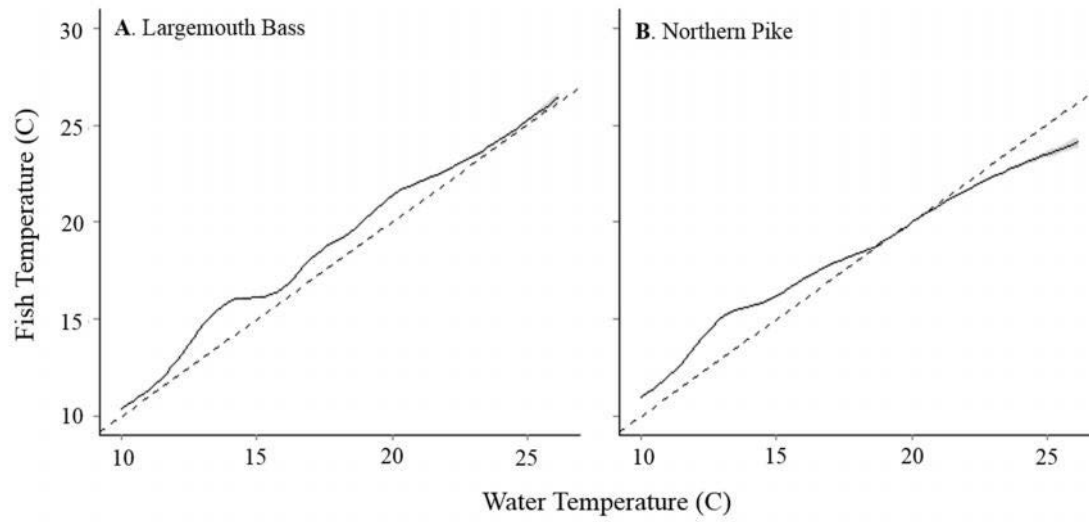 A. Largemouth Bass
B. Northern Pike
Fish Temperature (C)
30
25
20
15
10
10 15 20 25
10 15 20 25
Water Temperature (C)